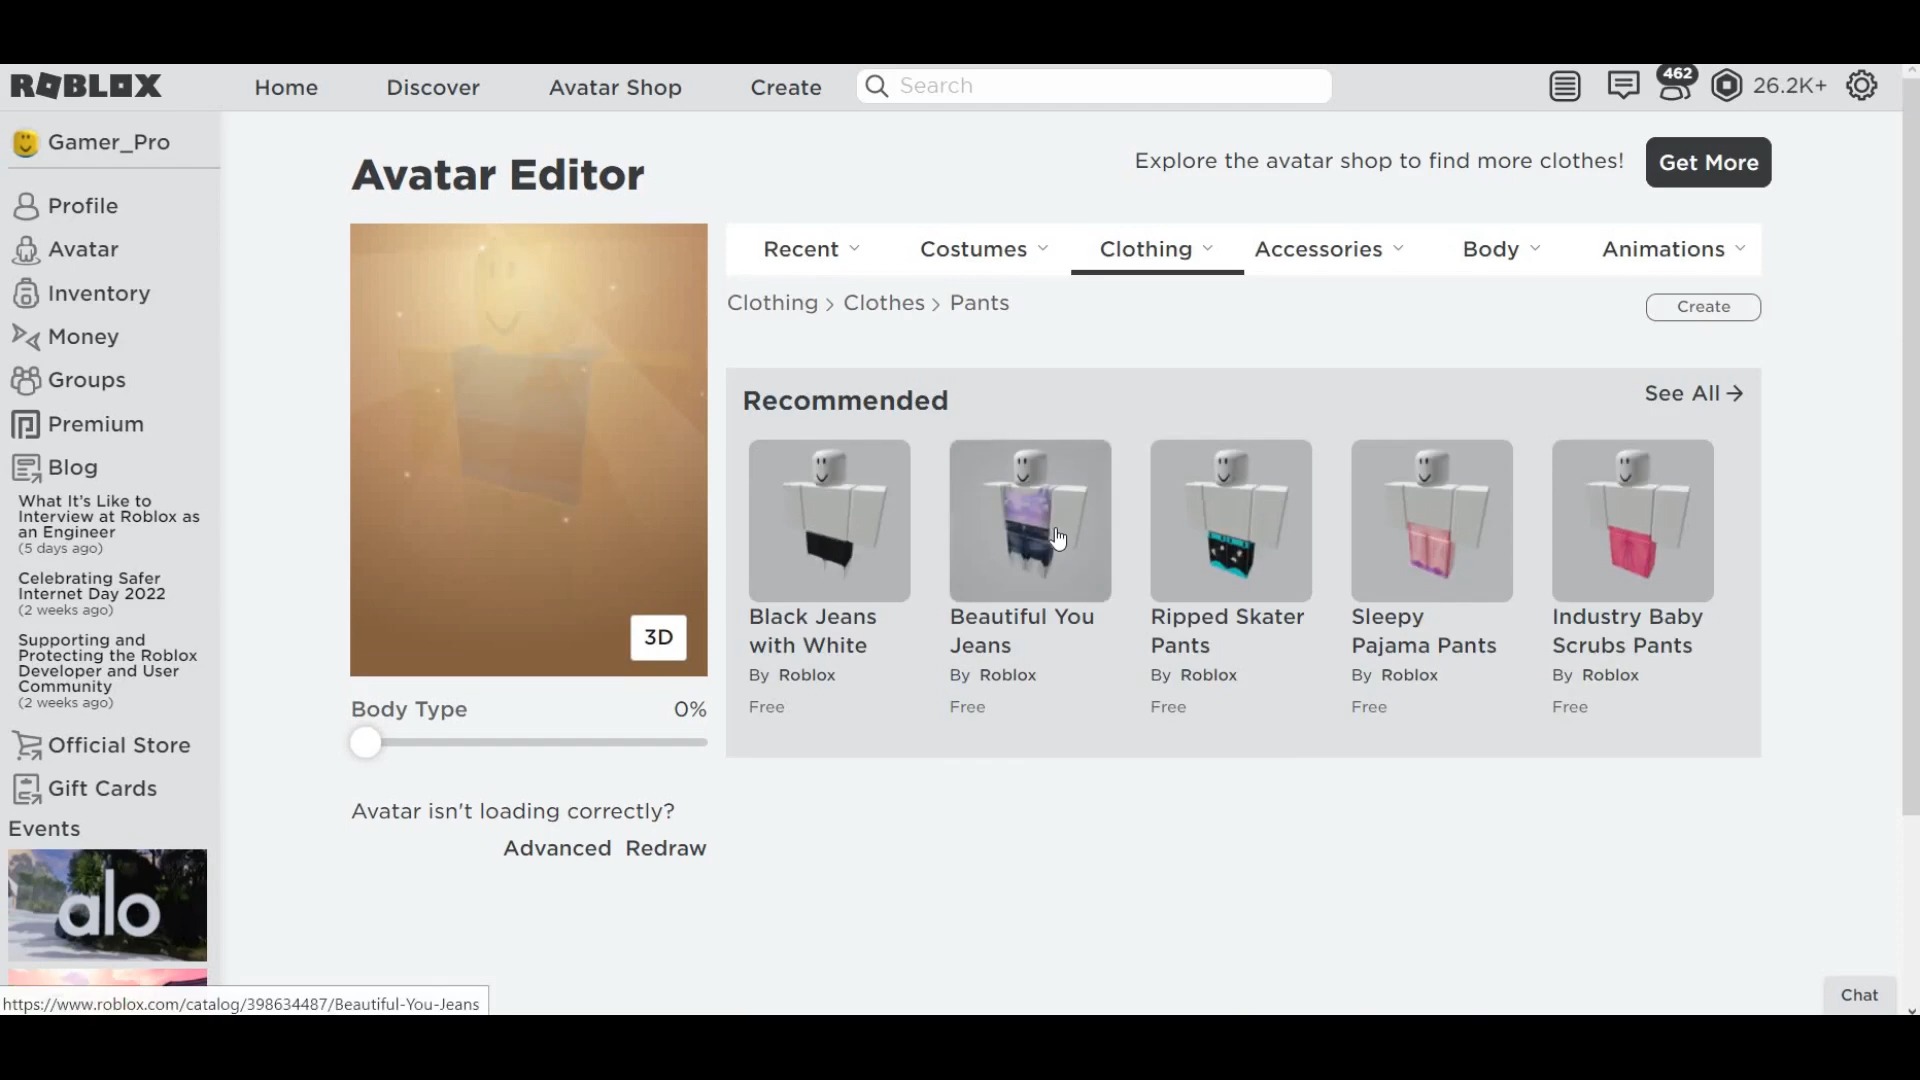 ROBLOX
Home
Discover
Avatar Shop
Create
Search
462
26.2K+
Gamer_Pro
Profile
Avatar
Inventory
Money
Groups
Premium
Blog
What It's Like to
Interview at Roblox as
an Engineer
(5 days ago)
Celebrating Safer
Internet Day 2022
(2 weeks ago)
Supporting and
Protecting the Roblox
Developer and User
Community
(2 weeks ago)
Official Store
Gift Cards
Events
alo
https://www.roblox.com/catalog/398634487/Beautiful-You-Jeans
Avatar Editor
Explore the avatar shop to find more clothes!
Get More
3D
Body Type 0%
Avatar isn't loading correctly?
Advanced Redraw
Recent
Costumes
Clothing
Accessories
Body
Animations
Clothing > Clothes > Pants
Create
Recommended
See All →
Black Jeans
with White
By Roblox
Free
Beautiful You
Jeans
By Roblox
Free
Ripped Skater
Pants
By Roblox
Free
Sleepy
Pajama Pants
By Roblox
Free
Industry Baby
Scrubs Pants
By Roblox
Free
Chat